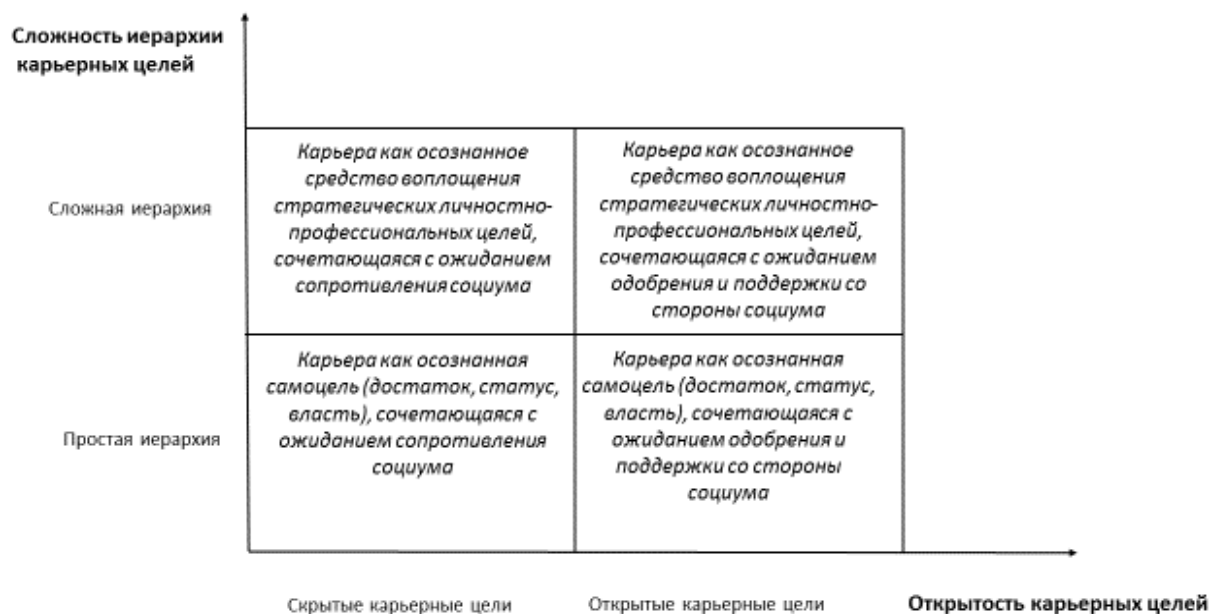 Сложность иерархии
карьерных целей
Сложная иерархия
Карьера как осознанное
средство воплощения
стратегических личностно-
профессиональных целей,
сочетающаяся с ожиданием
сопротивления социума
Карьера как осознанное
средство воплощения
стратегических личностно-
профессиональных целей,
сочетающаяся с ожиданием
одобрения и поддержки со
стороны социума
Простая иерархия
Карьера как осознанная
самоцель (достаток, статус,
власть), сочетающаяся с
ожиданием сопротивления
социума
Карьера как осознанная
самоцель (достаток, статус,
власть), сочетающаяся с
ожиданием одобрения и
поддержки со стороны
социума
Скрытые карьерные цели
Открытые карьерные цели
Открытость карьерных целей